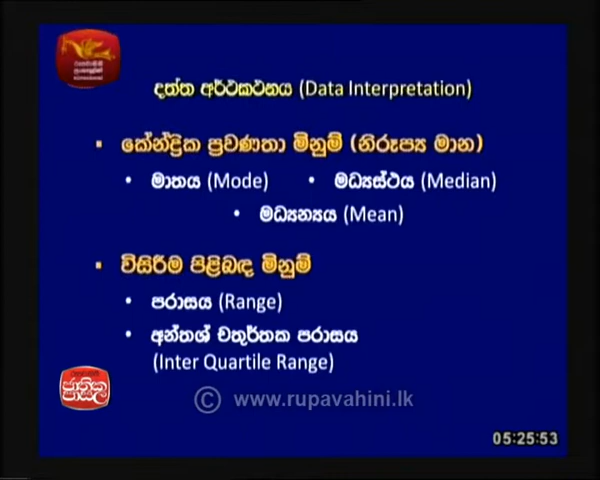 දත්ත අර්ථකථනය (Data Interpretation)
▪ කේන්ද්‍රික ප්‍රවණතා මිනුම් (නිරූප්‍ය මාන)
• මාතය (Mode) • මධ්‍යස්ථය (Median)
• මධ්‍යන්‍යය (Mean)
▪ විසිරීම පිළිබඳ මිනුම්
• පරාසය (Range)
• අන්තශ් චතුර්තක පරාසය
(Inter Quartile Range)
ජාතික
පාසල
© www.rupavahini.lk
05:25:53